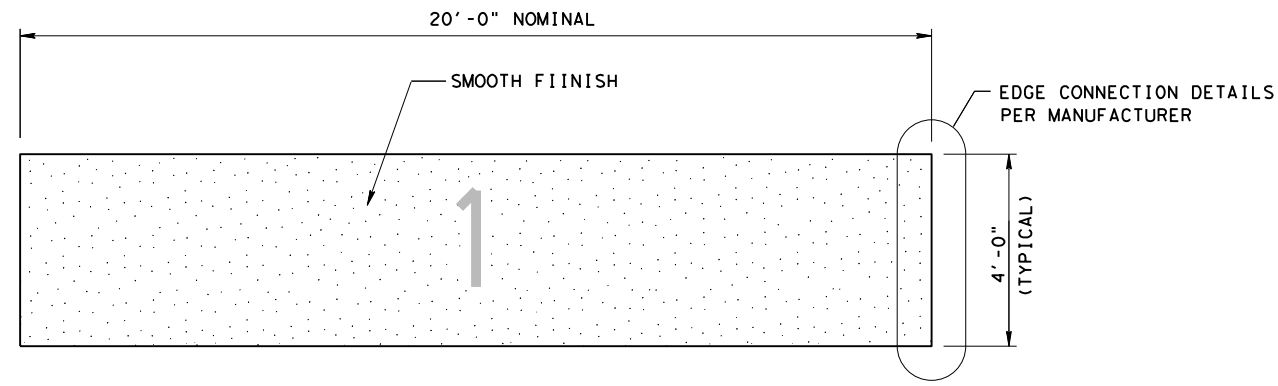 20'-0" NOMINAL
SMOOTH FIINISH
EDGE CONNECTION DETAILS
PER MANUFACTURER
1
4'-0"
(TYPICAL)